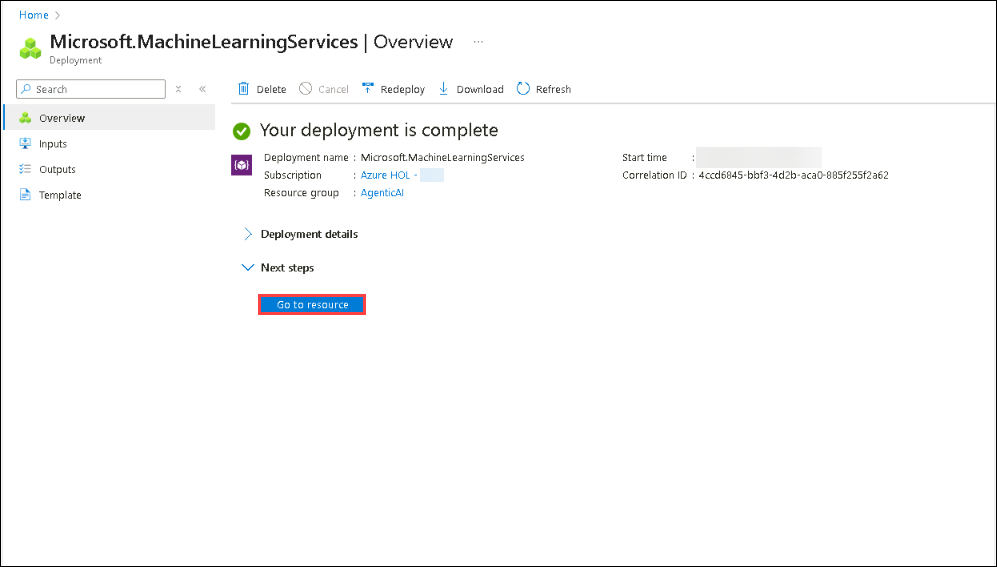 Home
Microsoft.MachineLearningServices | Overview ...
Deployment
Search
Delete Cancel Redeploy Download Refresh
Overview
Inputs
Outputs
Template
Your deployment is complete
Deployment name : Microsoft.MachineLearningServices
Subscription : Azure HOL -
Resource group : AgenticAI
Start time :
Correlation ID : 4ccd6845-bbf3-4d2b-aca0-885f255f2a62
Deployment details
Next steps
Go to resource